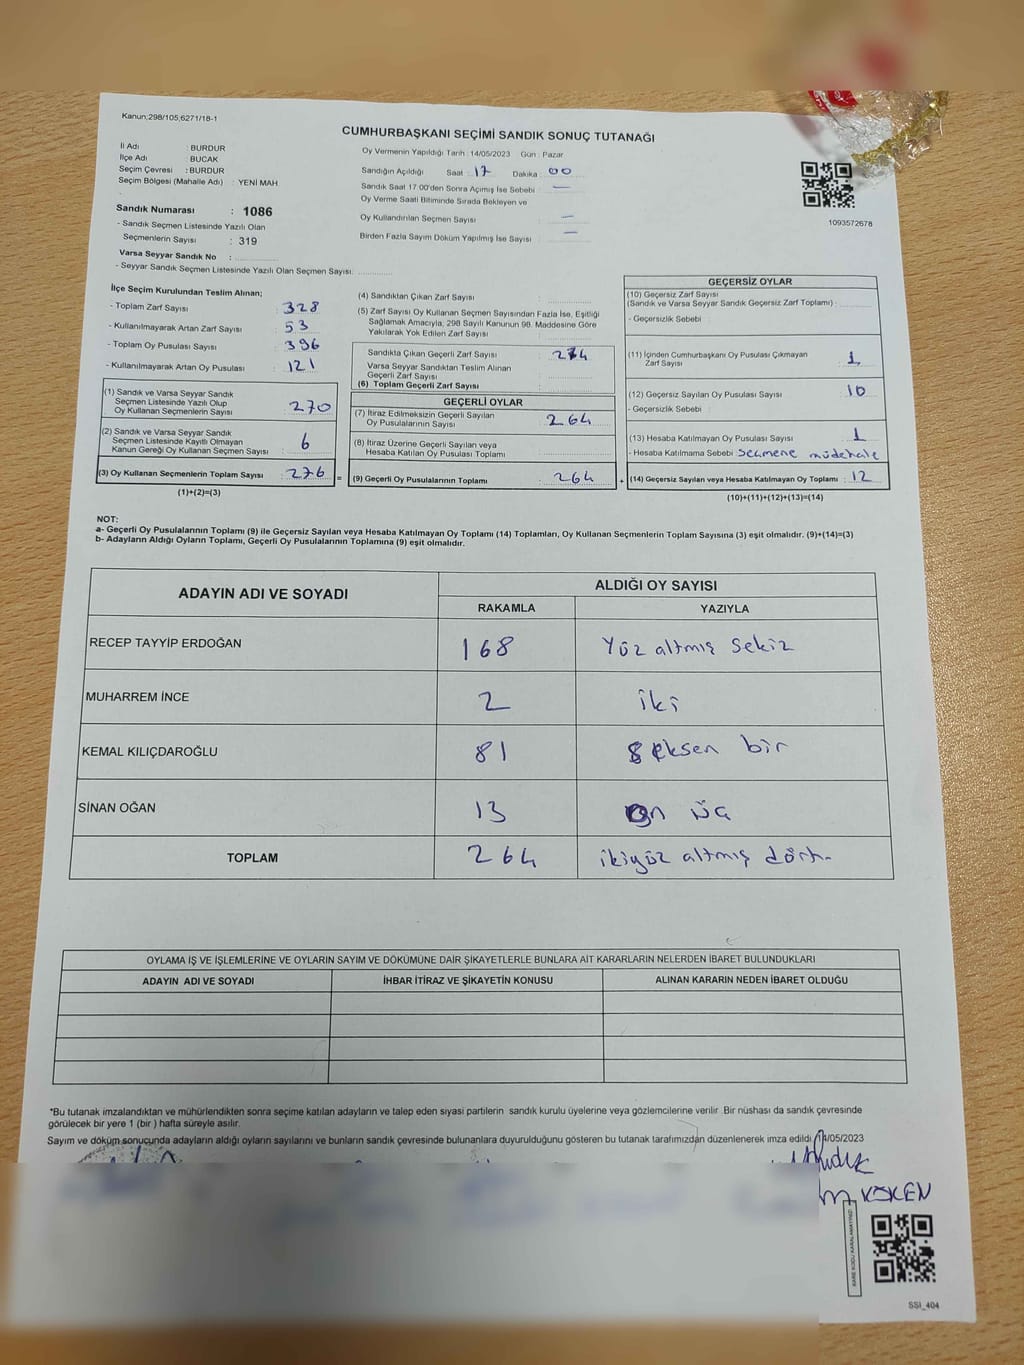 Kanun;298/105,6271/18-1
CUMHURBAŞKANI SEÇİMİ SANDIK SONUÇ TUTANAĞI
İl Adı : BURDUR
İlçe Adı : BUCAK
Seçim Çevresi : BURDUR
Seçim Bölgesi (Mahalle Adı) : YENİ MAH
Sandık Numarası : 1086
- Sandık Seçmen Listesinde Yazılı Olan
Seçmenlerin Sayısı : 319
Varsa Seyyar Sandık No :
- Seyyar Sandık Seçmen Listesinde Yazılı Olan Seçmen Sayısı:
Oy Vermenin Yapıldığı Tarih : 14/05/2023 Gün : Pazar
Sandığın Açıldığı Saat : 17 Dakika : 00
Sandık Saat 17:00'den Sonra Açımış İse Sebebi : —
Oy Verme Saati Bitiminde Sırada Bekleyen ve
Oy Kullandırılan Seçmen Sayısı : —
Birden Fazla Sayım Döküm Yapılmış İse Sayısı : —
1093572678
İlçe Seçim Kurulundan Teslim Alınan;
- Toplam Zarf Sayısı : 328
- Kullanılmayarak Artan Zarf Sayısı : 53
- Toplam Oy Pusulası Sayısı : 396
- Kullanılmayarak Artan Oy Pusulası : 121
(1) Sandık ve Varsa Seyyar Sandık
Seçmen Listesinde Yazılı Olup
Oy Kullanan Seçmenlerin Sayısı : 270
(2) Sandık ve Varsa Seyyar Sandık
Seçmen Listesinde Kayıtlı Olmayan
Kanun Gereği Oy Kullanan Seçmen Sayısı : 6
(3) Oy Kullanan Seçmenlerin Toplam Sayısı : 276
(1)+(2)=(3)
(4) Sandıktan Çıkan Zarf Sayısı :
(5) Zarf Sayısı Oy Kullanan Seçmen Sayısından Fazla İse, Eşitliği
Sağlamak Amacıyla, 298 Sayılı Kanunun 98. Maddesine Göre
Yakılarak Yok Edilen Zarf Sayısı :
Sandıkta Çıkan Geçerli Zarf Sayısı : 274
Varsa Seyyar Sandıktan Teslim Alınan
Geçerli Zarf Sayısı :
(6) Toplam Geçerli Zarf Sayısı :
GEÇERLİ OYLAR
(7) İtiraz Edilmeksizin Geçerli Sayılan
Oy Pusulalarının Sayısı : 264
(8) İtiraz Üzerine Geçerli Sayılan veya
Hesaba Katılan Oy Pusulası Toplamı :
= (9) Geçerli Oy Pusulalarının Toplamı : 264
GEÇERSİZ OYLAR
(10) Geçersiz Zarf Sayısı
(Sandık ve Varsa Seyyar Sandık Geçersiz Zarf Toplamı) :
- Geçersizlik Sebebi :
(11) İçinden Cumhurbaşkanı Oy Pusulası Çıkmayan
Zarf Sayısı : 1
(12) Geçersiz Sayılan Oy Pusulası Sayısı : 10
- Geçersizlik Sebebi :
(13) Hesaba Katılmayan Oy Pusulası Sayısı : 1
- Hesaba Katılmama Sebebi : Seçmene müdehale
+ (14) Geçersiz Sayılan veya Hesaba Katılmayan Oy Toplamı : 12
(10)+(11)+(12)+(13)=(14)
NOT:
a- Geçerli Oy Pusulalarının Toplamı (9) ile Geçersiz Sayılan veya Hesaba Katılmayan Oy Toplamı (14) Toplamları, Oy Kullanan Seçmenlerin Toplam Sayısına (3) eşit olmalıdır. (9)+(14)=(3)
b- Adayların Aldığı Oyların Toplamı, Geçerli Oy Pusulalarının Toplamına (9) eşit olmalıdır.
ADAYIN ADI VE SOYADI ALDIĞI OY SAYISI
RAKAMLA YAZIYLA
RECEP TAYYİP ERDOĞAN 168 Yüz altmış sekiz
MUHARREM İNCE 2 iki
KEMAL KILIÇDAROĞLU 81 Seksen bir
SİNAN OĞAN 13 On üç
TOPLAM 264 ikiyüz altmış dört.
OYLAMA İŞ VE İŞLEMLERİNE VE OYLARIN SAYIM VE DÖKÜMÜNE DAİR ŞİKAYETLERLE BUNLARA AİT KARARLARIN NELERDEN İBARET BULUNDUKLARI
ADAYIN ADI VE SOYADI İHBAR İTİRAZ VE ŞİKAYETİN KONUSU ALINAN KARARIN NEDEN İBARET OLDUĞU
*Bu tutanak imzalandıktan ve mühürlendikten sonra seçime katılan adayların ve talep eden siyasi partilerin sandık kurulu üyelerine veya gözlemcilerine verilir .Bir nüshası da sandık çevresinde
görülecek bir yere 1 (bir ) hafta süreyle asılır.
Sayım ve döküm sonucunda adayların aldığı oyların sayılarını ve bunların sandık çevresinde bulunanlara duyurulduğunu gösteren bu tutanak tarafımızdan düzenlenerek imza edildi. 14/05/2023
KÖKEN
KARE KODU KARALAMAYINIZ!
SSI_404